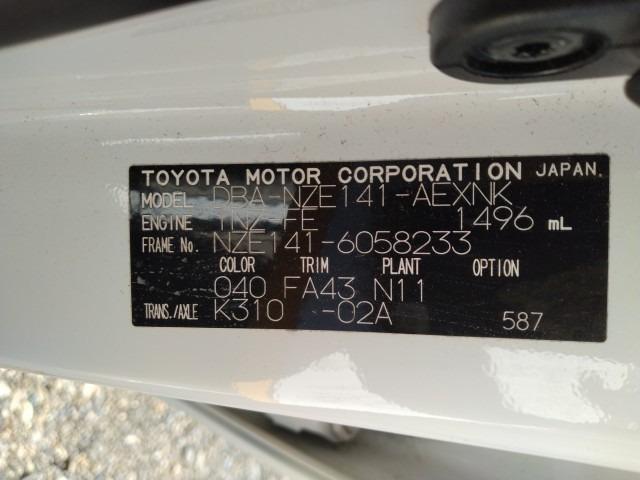 TOYOTA MOTOR CORPORATION JAPAN.
MODEL DBA-NZE141-AEXNK
ENGINE 1NZ-FE 1496 mL
FRAME No. NZE141-6058233
COLOR TRIM PLANT OPTION
040 FA43 N11
TRANS./AXLE K310 -02A 587